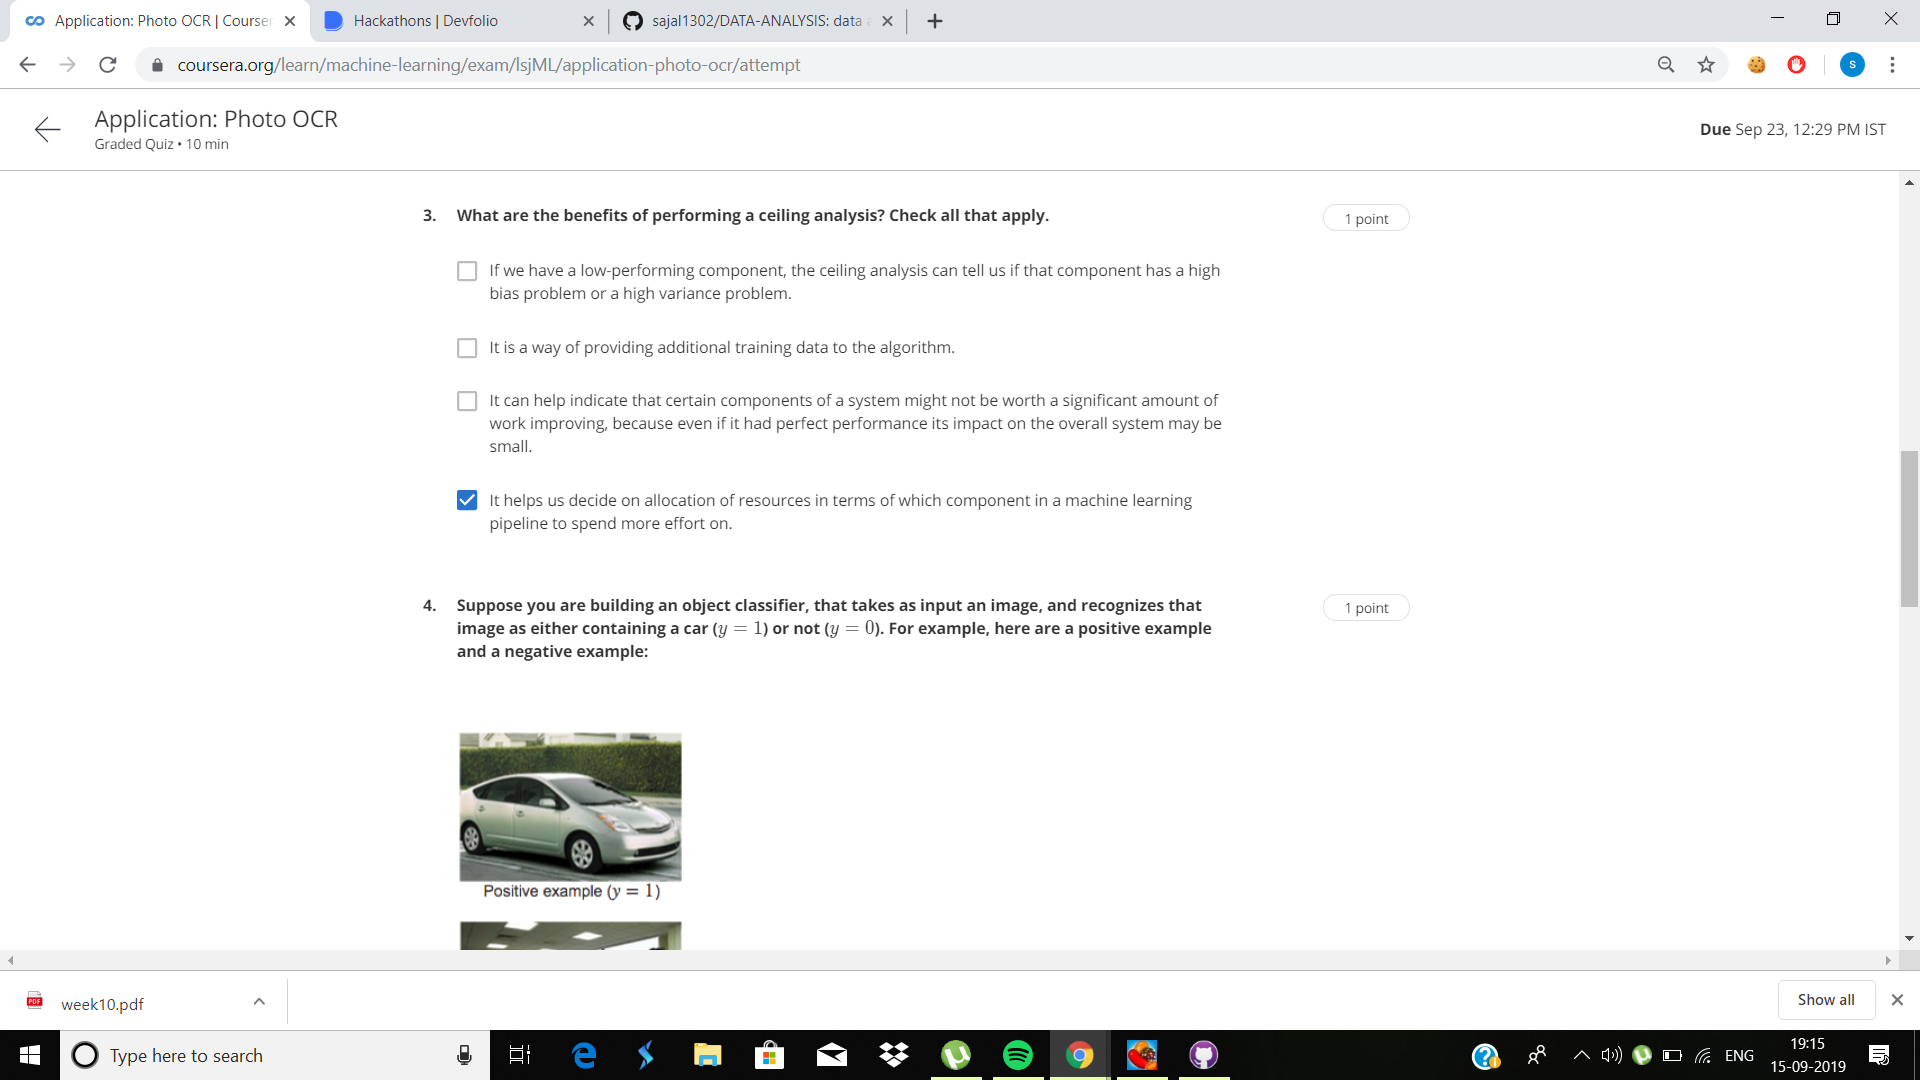 Application: Photo OCR | Courser
Hackathons | Devfolio
sajal1302/DATA-ANALYSIS: data a
coursera.org/learn/machine-learning/exam/lsjML/application-photo-ocr/attempt
s
Application: Photo OCR
Graded Quiz • 10 min
Due Sep 23, 12:29 PM IST
3. What are the benefits of performing a ceiling analysis? Check all that apply.
1 point
If we have a low-performing component, the ceiling analysis can tell us if that component has a high
bias problem or a high variance problem.
It is a way of providing additional training data to the algorithm.
It can help indicate that certain components of a system might not be worth a significant amount of
work improving, because even if it had perfect performance its impact on the overall system may be
small.
It helps us decide on allocation of resources in terms of which component in a machine learning
pipeline to spend more effort on.
4. Suppose you are building an object classifier, that takes as input an image, and recognizes that
1 point
image as either containing a car (y = 1) or not (y = 0). For example, here are a positive example
and a negative example:
Positive example (y = 1)
PDF
week10.pdf
Show all
Type here to search
ENG
19:15
15-09-2019